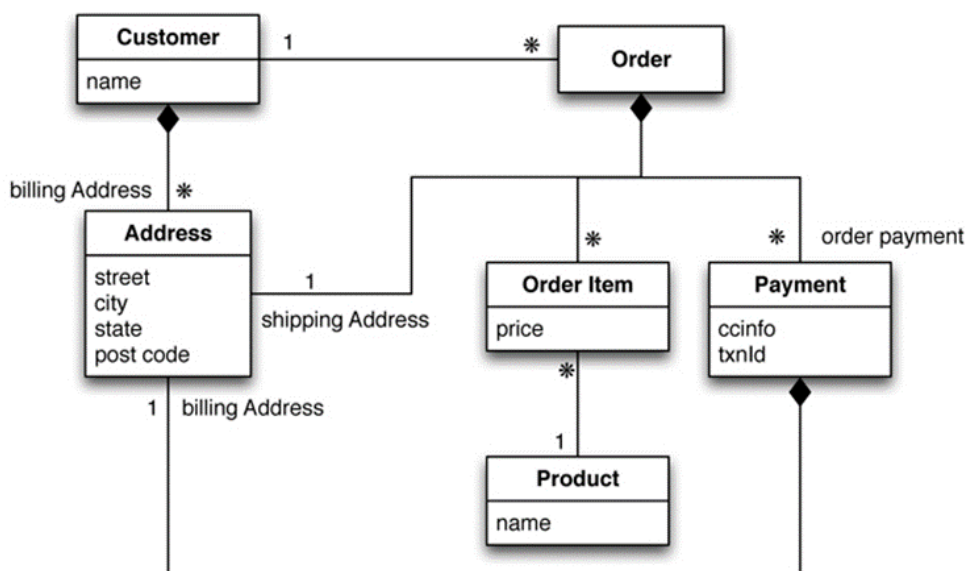 Customer
name
1
*
Order
billing Address
*
Address
street
city
state
post code
1
shipping Address
*
Order Item
price
*
order payment
Payment
ccinfo
txnId
1
billing Address
*
1
Product
name